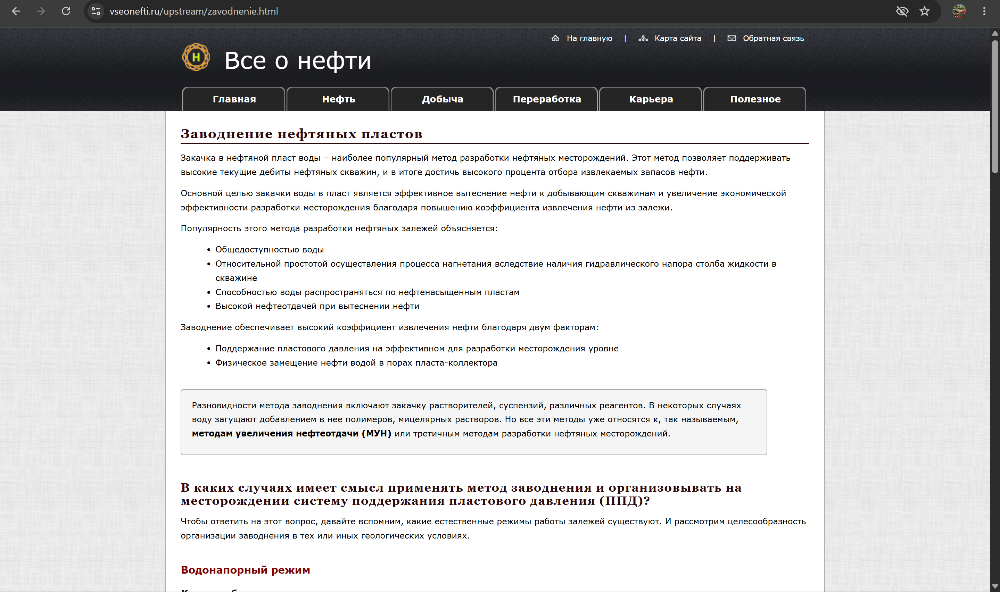 vseonefti.ru/upstream/zavodnenie.html
На главную | Карта сайта | Обратная связь
Н
Все о нефти
Главная Нефть Добыча Переработка Карьера Полезное
Заводнение нефтяных пластов
Закачка в нефтяной пласт воды – наиболее популярный метод разработки нефтяных месторождений. Этот метод позволяет поддерживать
высокие текущие дебиты нефтяных скважин, и в итоге достичь высокого процента отбора извлекаемых запасов нефти.
Основной целью закачки воды в пласт является эффективное вытеснение нефти к добывающим скважинам и увеличение экономической
эффективности разработки месторождения благодаря повышению коэффициента извлечения нефти из залежи.
Популярность этого метода разработки нефтяных залежей объясняется:
• Общедоступностью воды
• Относительной простотой осуществления процесса нагнетания вследствие наличия гидравлического напора столба жидкости в
скважине
• Способностью воды распространяться по нефтенасыщенным пластам
• Высокой нефтеотдачей при вытеснении нефти
Заводнение обеспечивает высокий коэффициент извлечения нефти благодаря двум факторам:
• Поддержание пластового давления на эффективном для разработки месторождения уровне
• Физическое замещение нефти водой в порах пласта-коллектора
Разновидности метода заводнения включают закачку растворителей, суспензий, различных реагентов. В некоторых случаях
воду загущают добавлением в нее полимеров, мицелярных растворов. Но все эти методы уже относятся к, так называемым,
методам увеличения нефтеотдачи (МУН) или третичным методам разработки нефтяных месторождений.
В каких случаях имеет смысл применять метод заводнения и организовывать на
месторождении систему поддержания пластового давления (ППД)?
Чтобы ответить на этот вопрос, давайте вспомним, какие естественные режимы работы залежей существуют. И рассмотрим целесообразность
организации заводнения в тех или иных геологических условиях.
Водонапорный режим